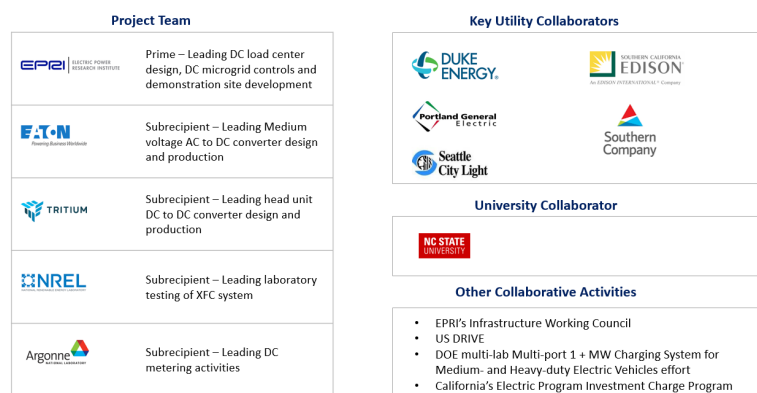 Project Team
EPRI
ELECTRIC POWER
RESEARCH INSTITUTE
Prime – Leading DC load center
design, DC microgrid controls and
demonstration site development
EATON
Powering Business Worldwide
Subrecipient – Leading Medium
voltage AC to DC converter design
and production
TRITIUM
Subrecipient – Leading head unit
DC to DC converter design and
production
NREL
Subrecipient – Leading laboratory
testing of XFC system
Argonne
NATIONAL LABORATORY
Subrecipient – Leading DC
metering activities
Key Utility Collaborators
DUKE
ENERGY®
SOUTHERN CALIFORNIA
EDISON
An EDISON INTERNATIONAL® Company
Portland General
Electric
Southern
Company
Seattle
City Light
University Collaborator
NC STATE
UNIVERSITY
Other Collaborative Activities
• EPRI's Infrastructure Working Council
• US DRIVE
• DOE multi-lab Multi-port 1 + MW Charging System for
Medium- and Heavy-duty Electric Vehicles effort
• California's Electric Program Investment Charge Program